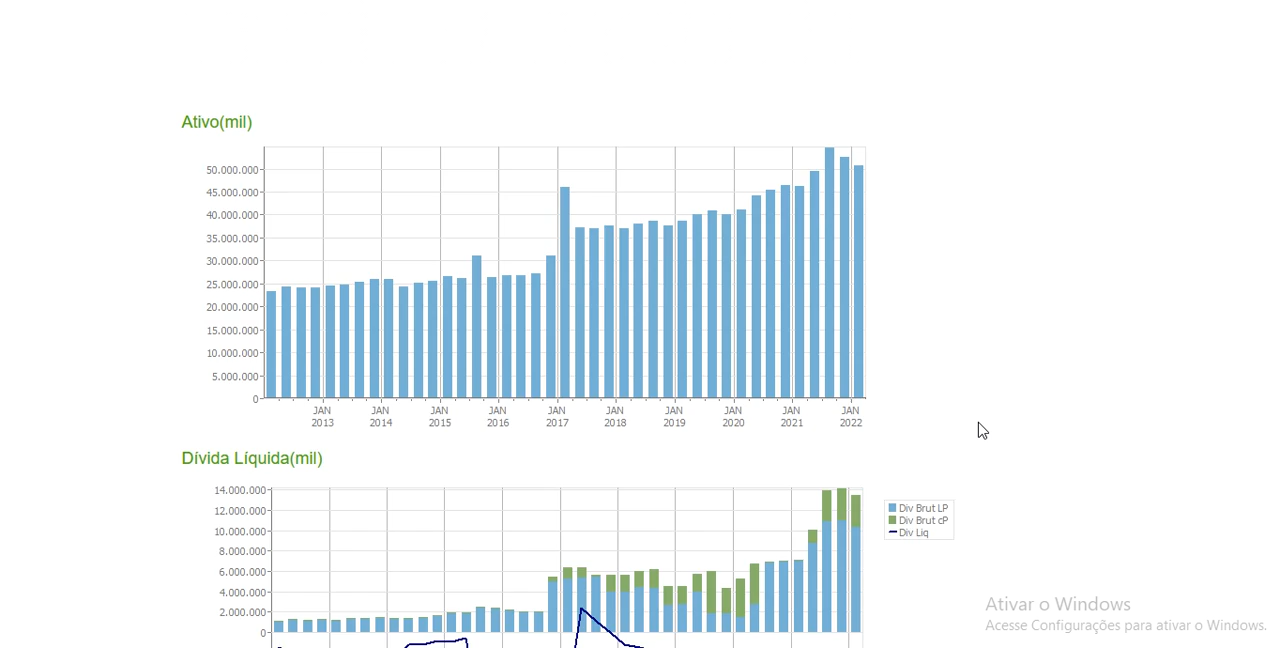 Ativo(mil)
50.000.000
45.000.000
40.000.000
35.000.000
30.000.000
25.000.000
20.000.000
15.000.000
10.000.000
5.000.000
0
JAN JAN JAN JAN JAN JAN JAN JAN JAN JAN
2013 2014 2015 2016 2017 2018 2019 2020 2021 2022
Dívida Líquida(mil)
14.000.000
12.000.000
10.000.000
8.000.000
6.000.000
4.000.000
2.000.000
0
Div Brut LP
Div Brut cP
Div Liq
Ativar o Windows
Acesse Configurações para ativar o Windows.